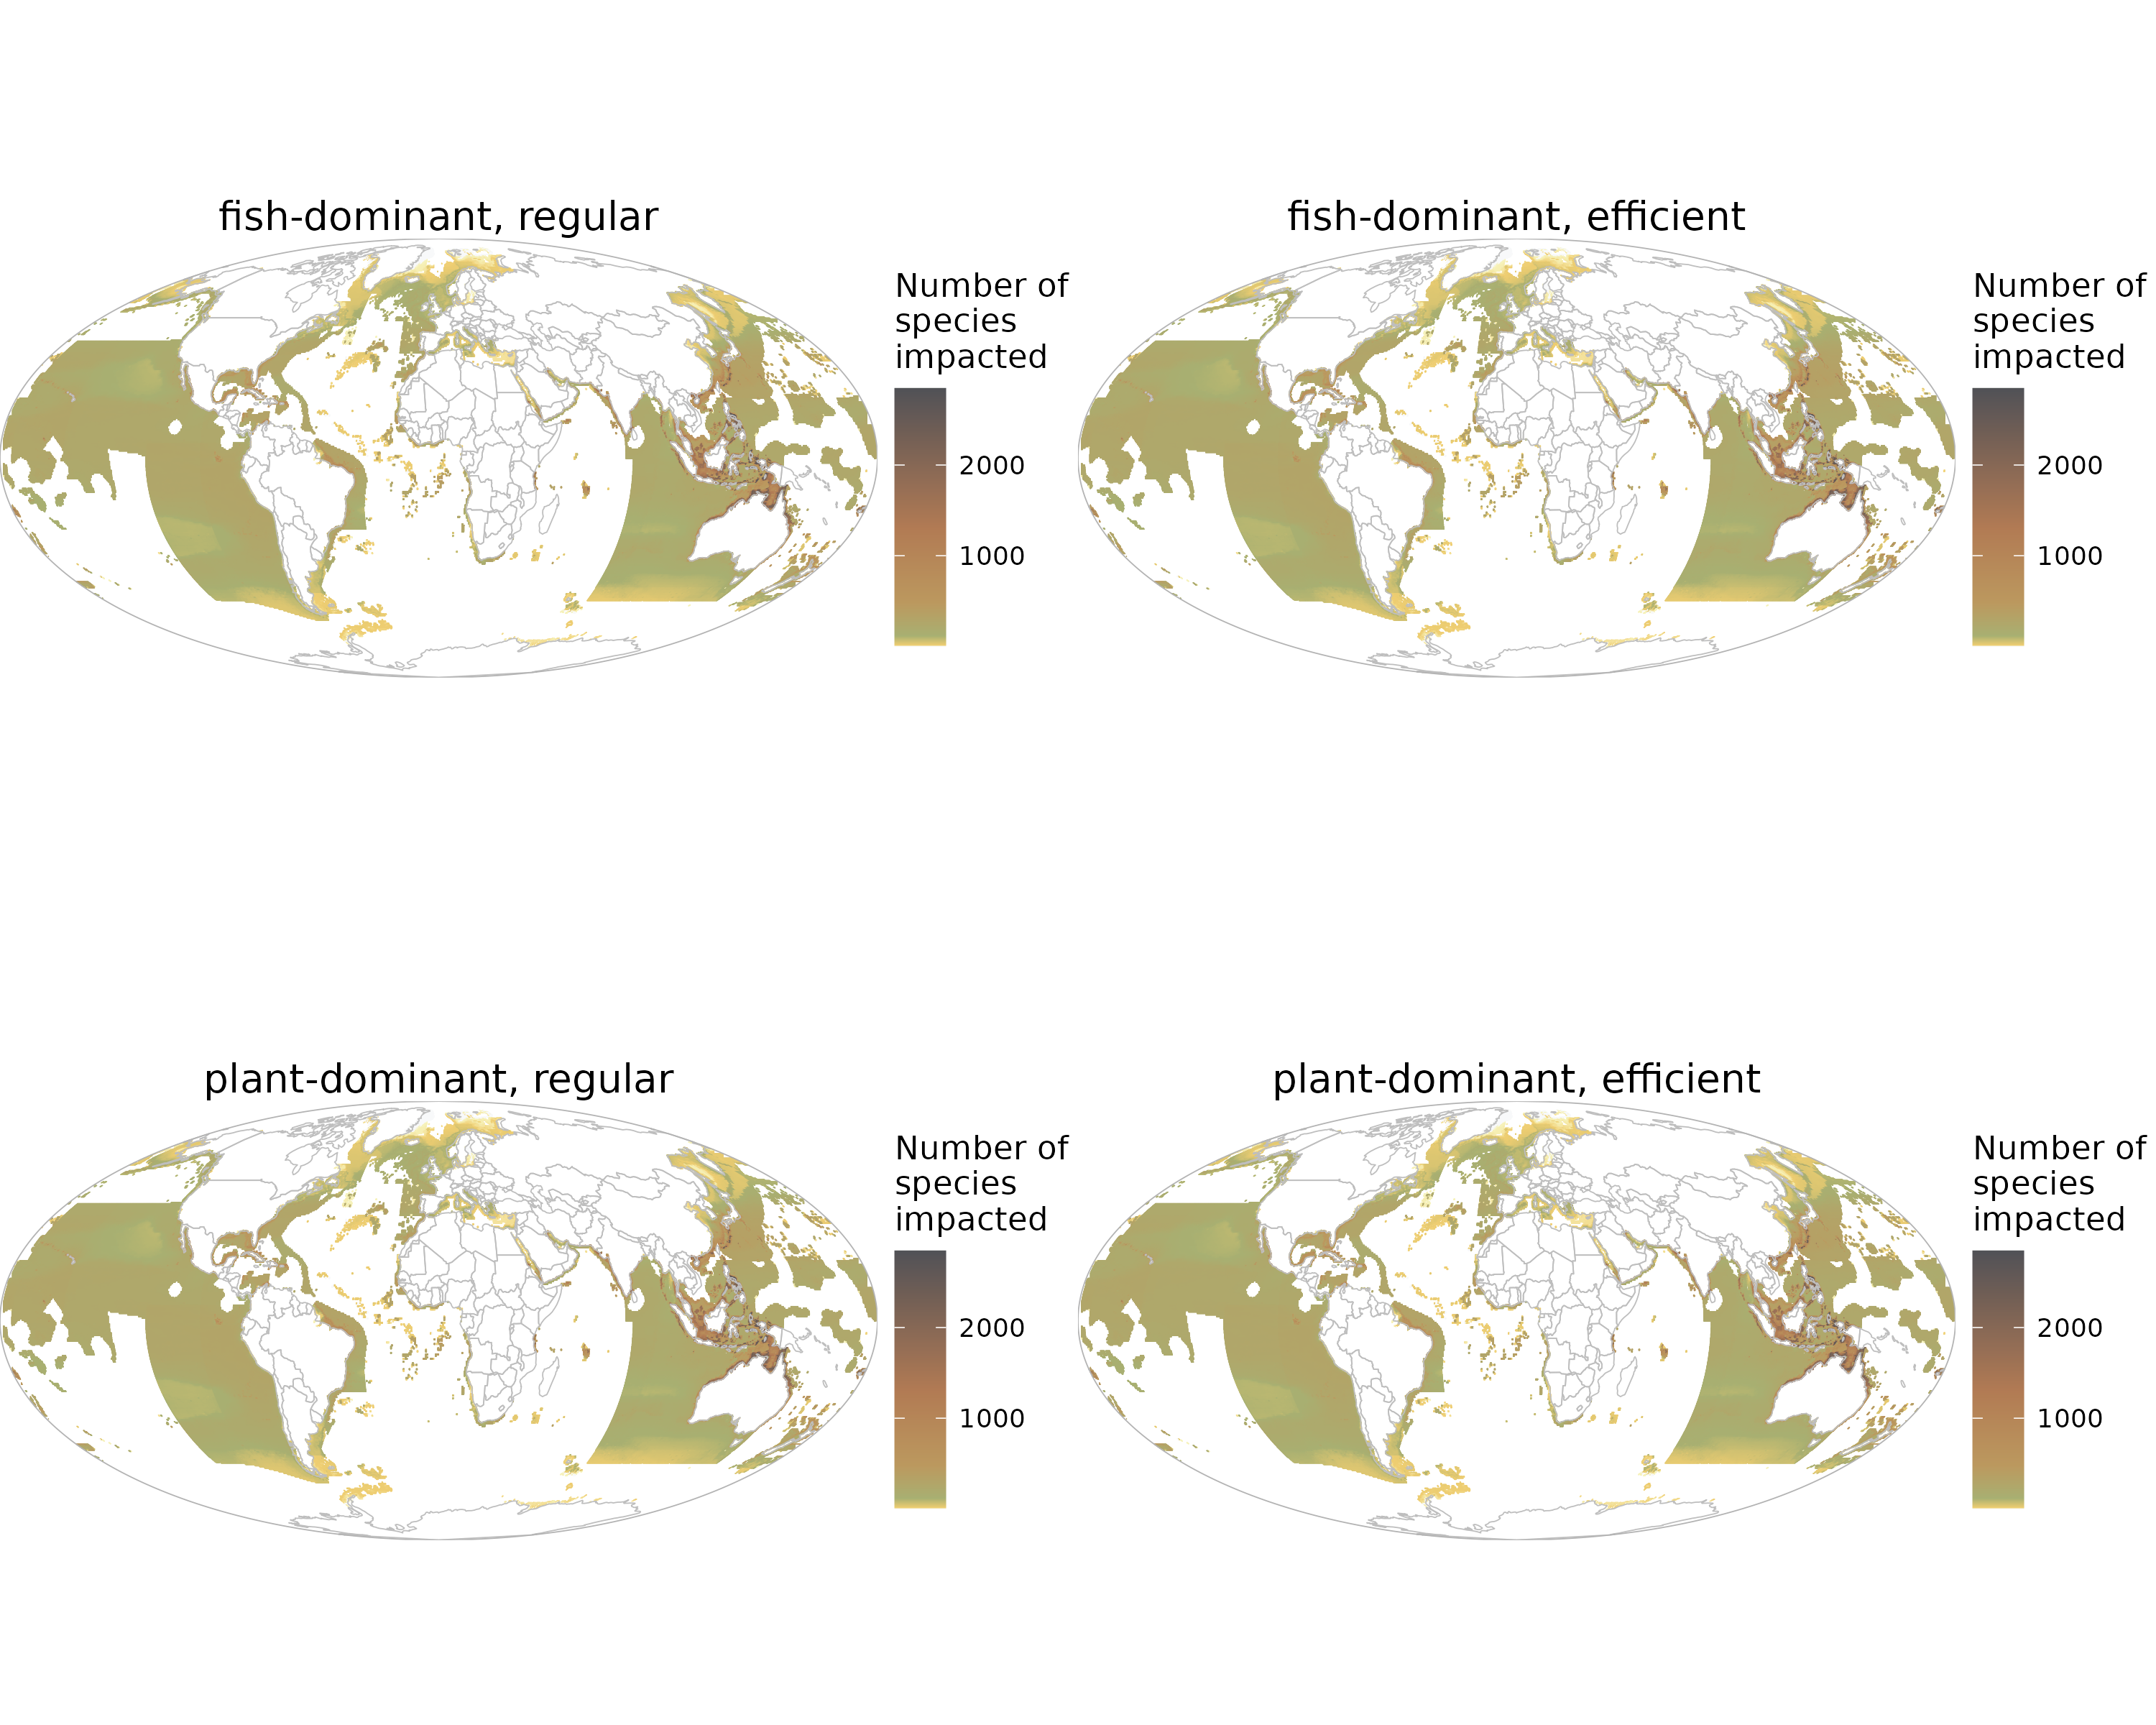 fish-dominant, regular
Number of
species
impacted
2000
1000
fish-dominant, efficient
Number of
species
impacted
2000
1000
plant-dominant, regular
Number of
species
impacted
2000
1000
plant-dominant, efficient
Number of
species
impacted
2000
1000